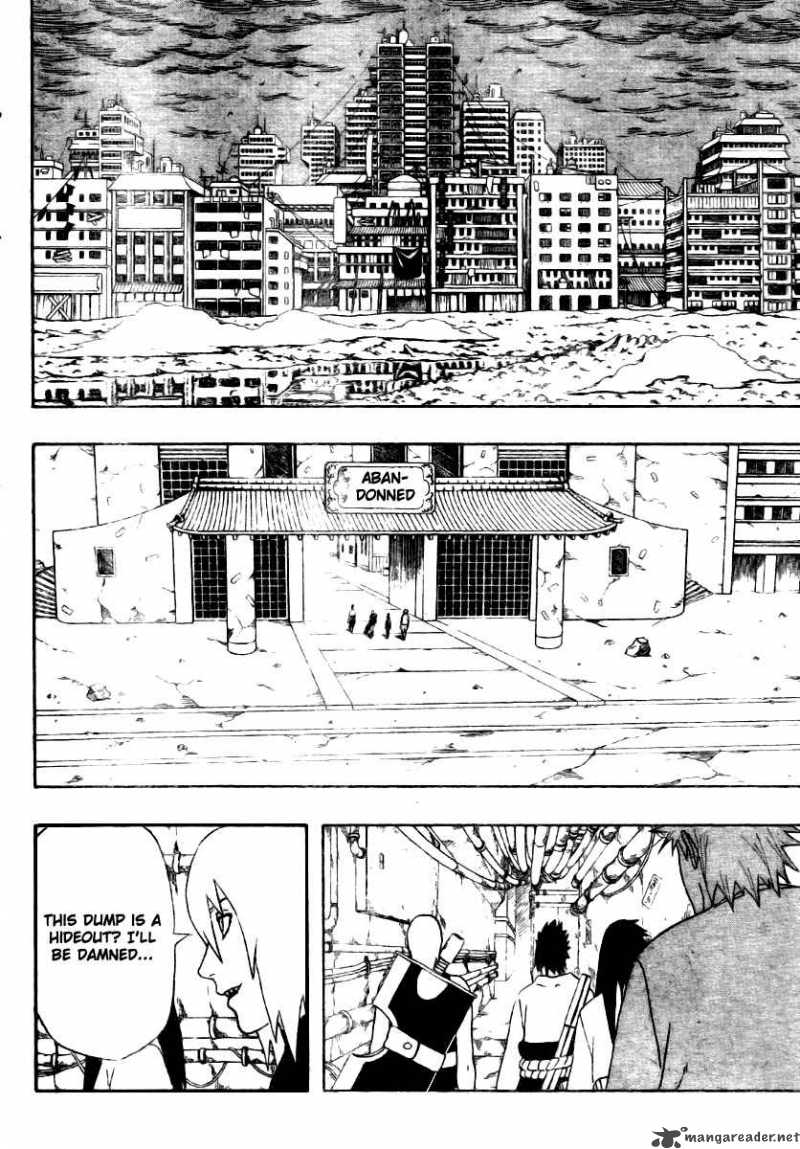 ABAN-
DONNED
THIS DUMP IS A
HIDEOUT? I'LL
BE DAMNED...
mangareader.net